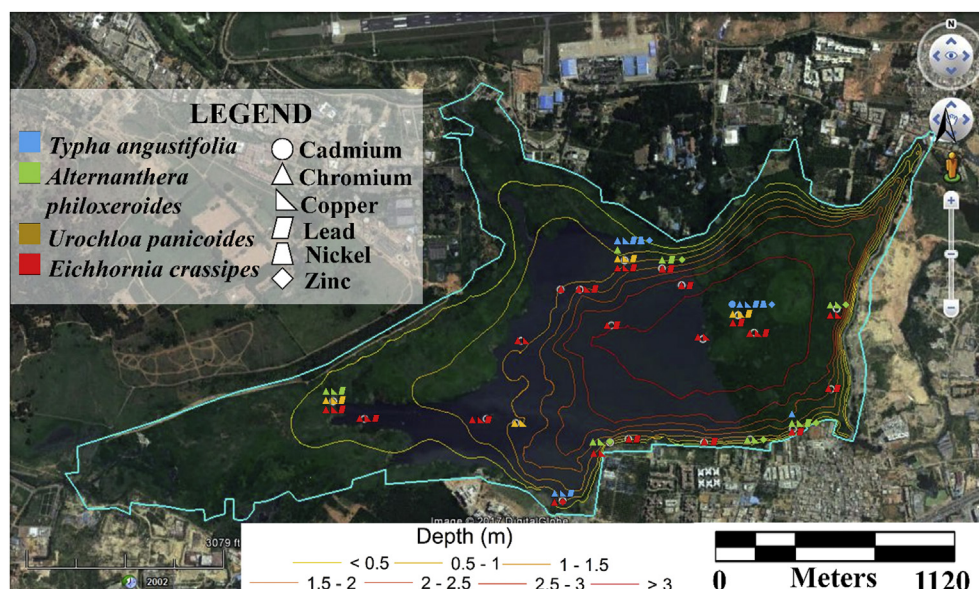 N
LEGEND
Typha angustifolia
Alternanthera
philoxeroides
Urochloa panicoides
Eichhornia crassipes
Cadmium
Chromium
Copper
Lead
Nickel
Zinc
Image © 2017 DigitalGlobe
3079 ft
2002
Depth (m)
< 0.5
0.5 - 1
1 - 1.5
1.5 - 2
2 - 2.5
2.5 - 3
> 3
0 Meters 1120